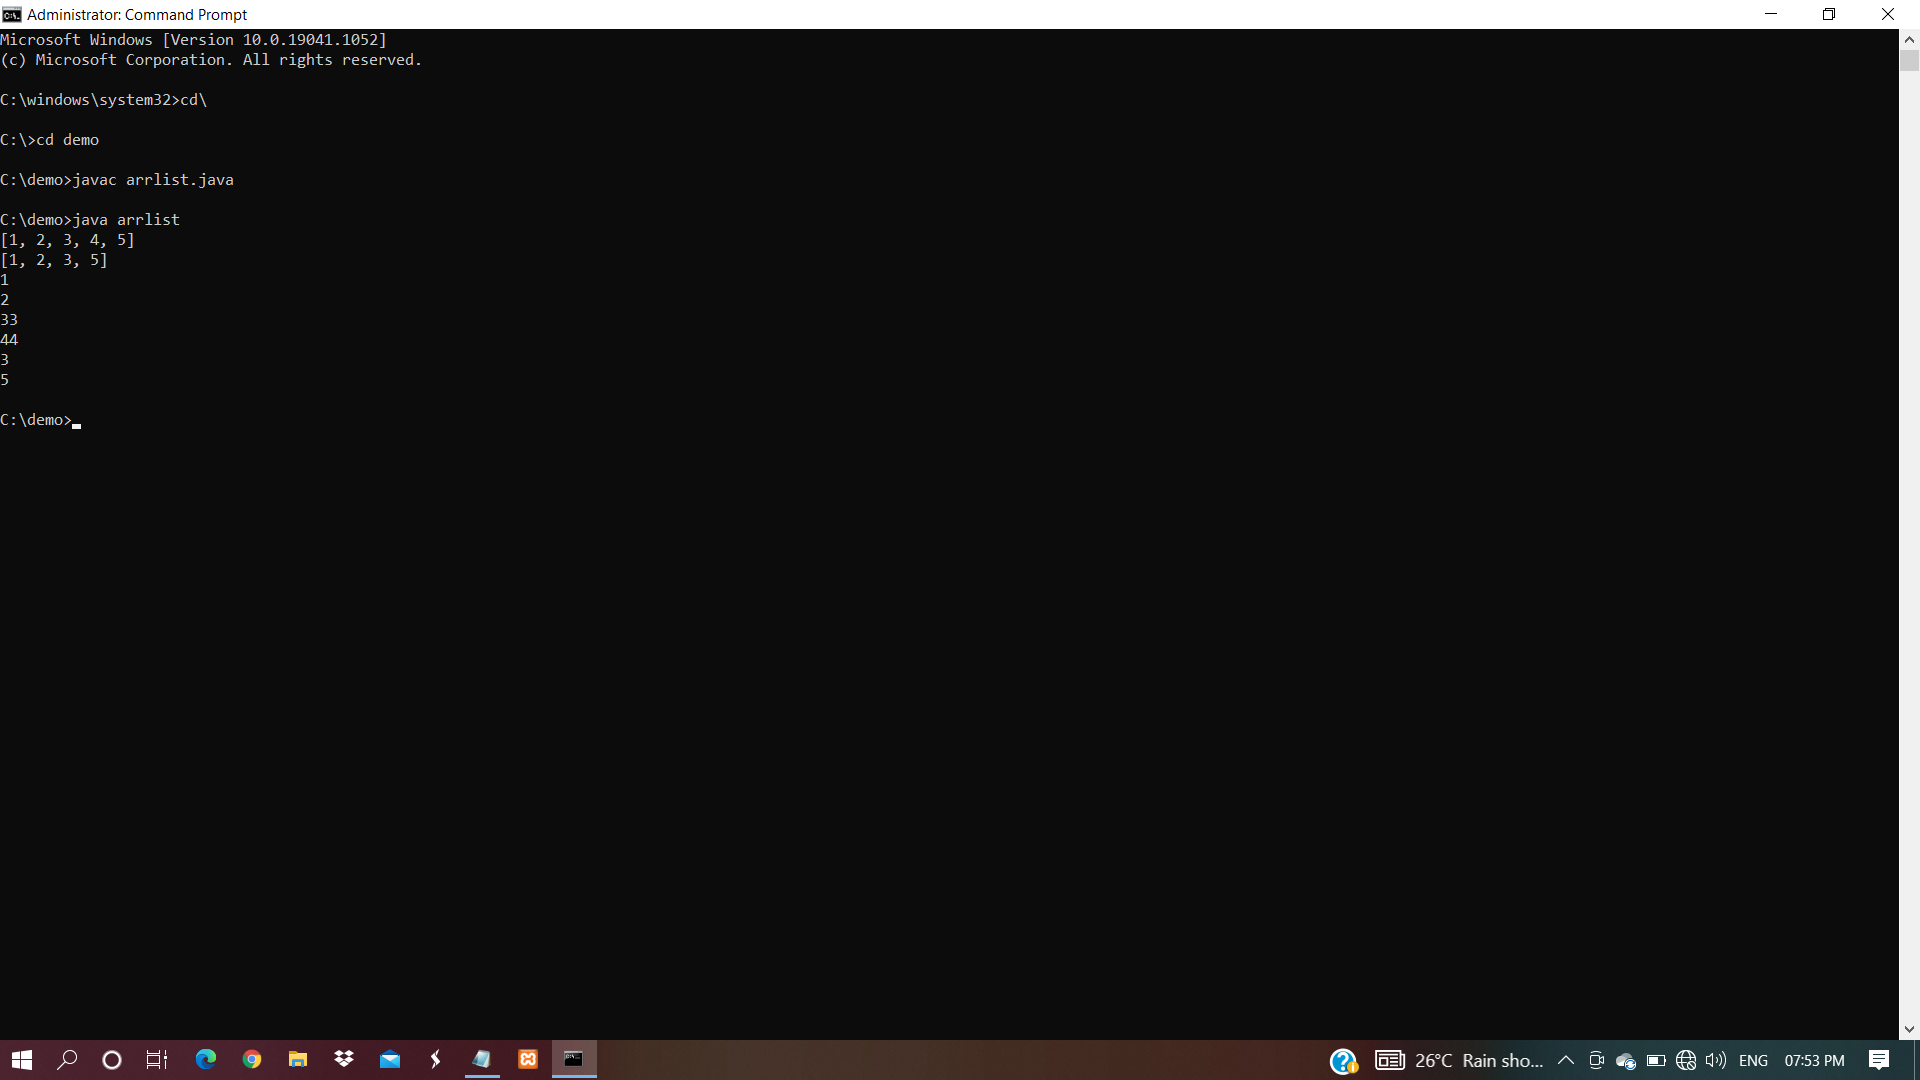 Administrator: Command Prompt
Microsoft Windows [Version 10.0.19041.1052]
(c) Microsoft Corporation. All rights reserved.
C:\windows\system32>cd\
C:\>cd demo
C:\demo>javac arrlist.java
C:\demo>java arrlist
[1, 2, 3, 4, 5]
[1, 2, 3, 5]
1
2
33
44
3
5
C:\demo>
26°C Rain sho... ENG 07:53 PM